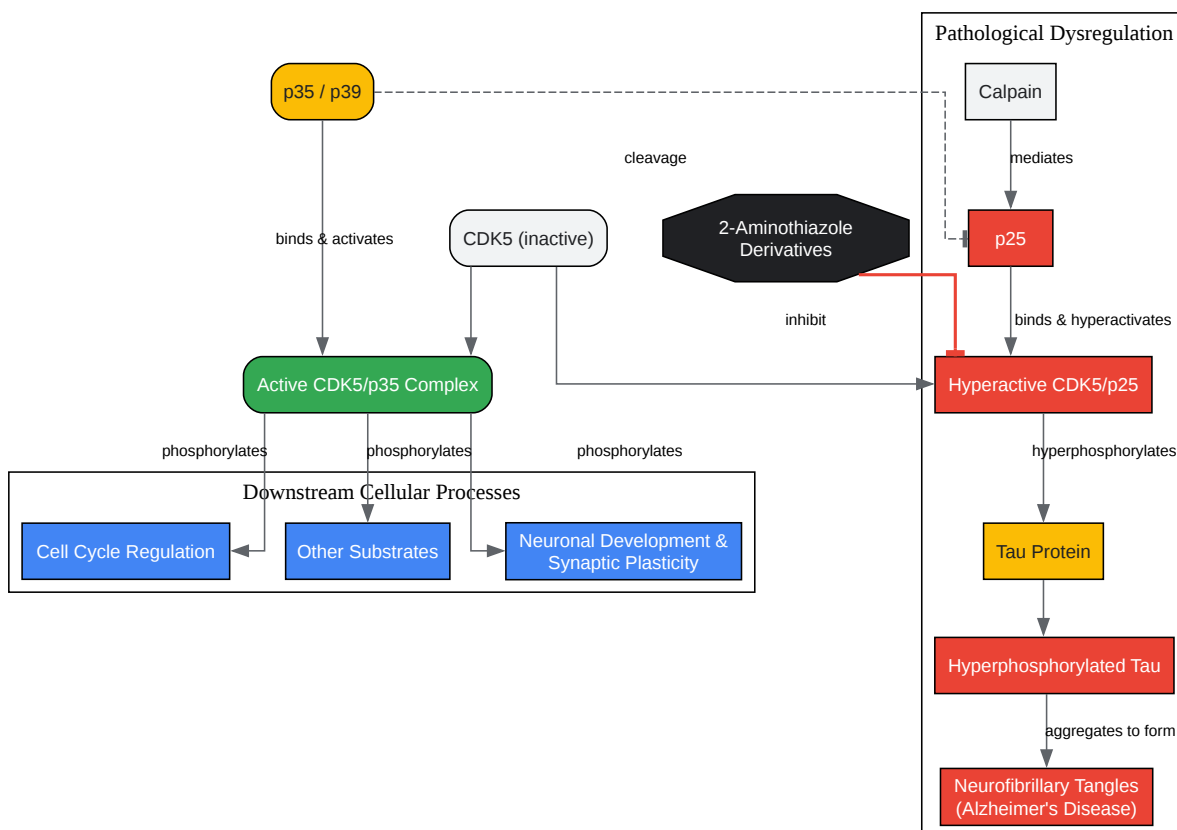 Pathological Dysregulation
p35 / p39
Calpain
cleavage
mediates
binds & activates
CDK5 (inactive)
2-Aminothiazole
Derivatives
p25
inhibit
binds & hyperactivates
Active CDK5/p35 Complex
Hyperactive CDK5/p25
phosphorylates
phosphorylates
phosphorylates
hyperphosphorylates
Downstream Cellular Processes
Cell Cycle Regulation
Other Substrates
Neuronal Development &
Synaptic Plasticity
Tau Protein
Hyperphosphorylated Tau
aggregates to form
Neurofibrillary Tangles
(Alzheimer's Disease)